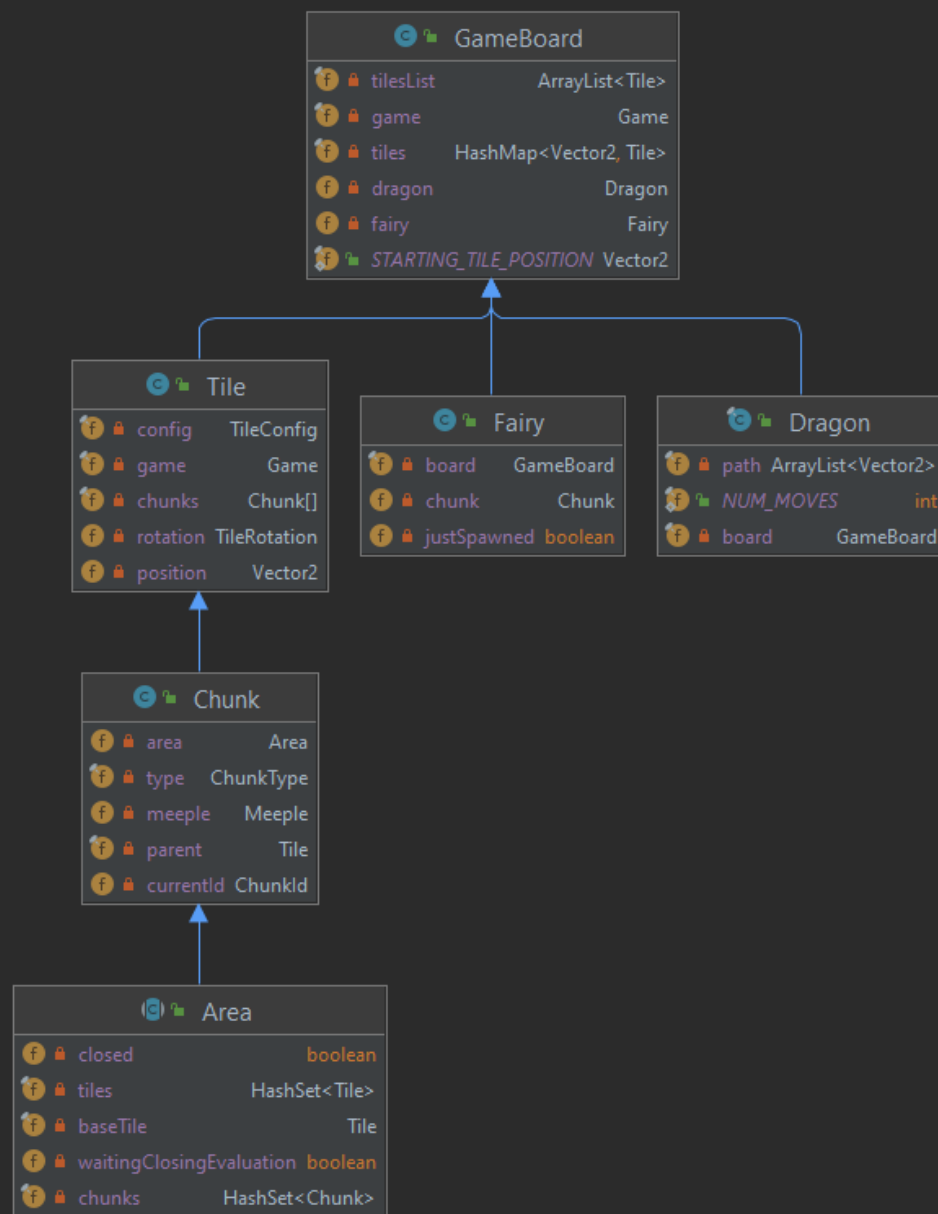 GameBoard
tilesList ArrayList<Tile>
game Game
tiles HashMap<Vector2, Tile>
dragon Dragon
fairy Fairy
STARTING_TILE_POSITION Vector2
Tile
config TileConfig
game Game
chunks Chunk[]
rotation TileRotation
position Vector2
Fairy
board GameBoard
chunk Chunk
justSpawned boolean
Dragon
path ArrayList<Vector2>
NUM_MOVES int
board GameBoard
Chunk
area Area
type ChunkType
meeple Meeple
parent Tile
currentId ChunkId
Area
closed boolean
tiles HashSet<Tile>
baseTile Tile
waitingClosingEvaluation boolean
chunks HashSet<Chunk>